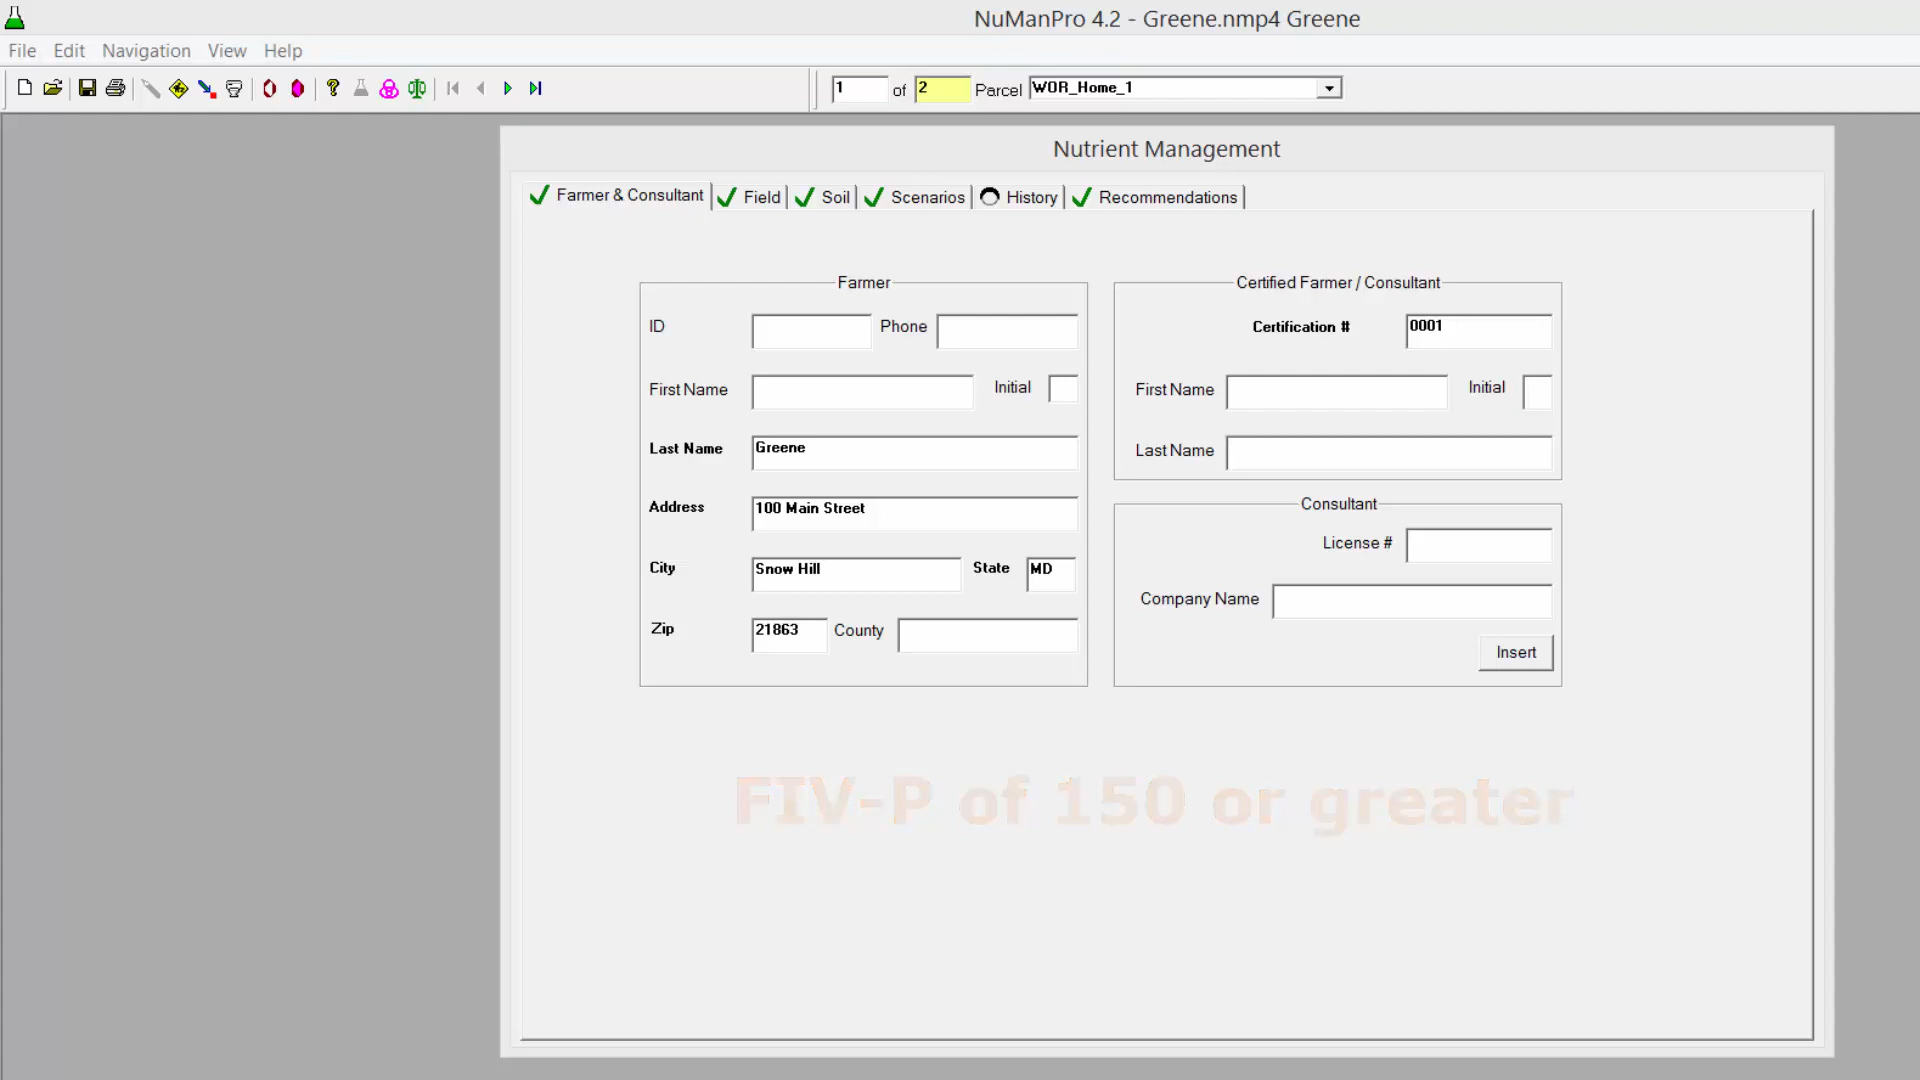 NuManPro 4.2 - Greene.nmp4 Greene
File Edit Navigation View Help
1 of 2 Parcel WOR_Home_1
Nutrient Management
Farmer & Consultant Field Soil Scenarios History Recommendations
Farmer
ID Phone
First Name Initial
Last Name Greene
Address 100 Main Street
City Snow Hill State MD
Zip 21863 County
Certified Farmer / Consultant
Certification # 0001
First Name Initial
Last Name
Consultant
License #
Company Name
Insert
FIV-P of 150 or greater